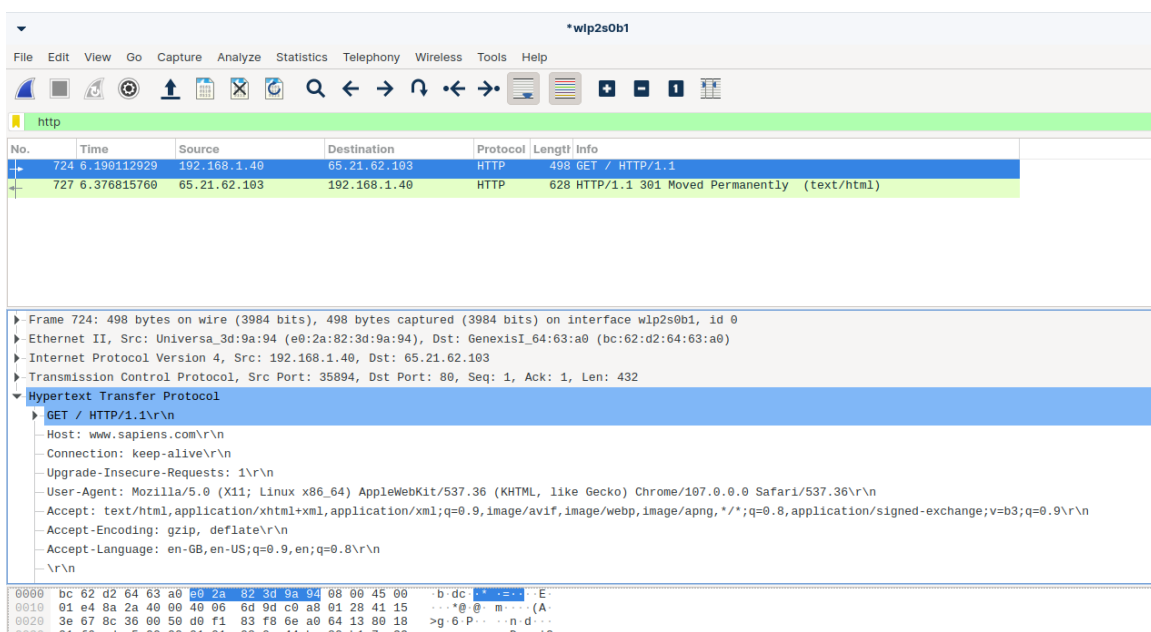 *wlp2s0b1
File Edit View Go Capture Analyze Statistics Telephony Wireless Tools Help
http
No. Time Source Destination Protocol Length Info
724 6.190112929 192.168.1.40 65.21.62.103 HTTP 498 GET / HTTP/1.1
727 6.376815760 65.21.62.103 192.168.1.40 HTTP 628 HTTP/1.1 301 Moved Permanently (text/html)
Frame 724: 498 bytes on wire (3984 bits), 498 bytes captured (3984 bits) on interface wlp2s0b1, id 0
Ethernet II, Src: Universa_3d:9a:94 (e0:2a:82:3d:9a:94), Dst: GenexisI_64:63:a0 (bc:62:d2:64:63:a0)
Internet Protocol Version 4, Src: 192.168.1.40, Dst: 65.21.62.103
Transmission Control Protocol, Src Port: 35894, Dst Port: 80, Seq: 1, Ack: 1, Len: 432
Hypertext Transfer Protocol
GET / HTTP/1.1\r\n
Host: www.sapiens.com\r\n
Connection: keep-alive\r\n
Upgrade-Insecure-Requests: 1\r\n
User-Agent: Mozilla/5.0 (X11; Linux x86_64) AppleWebKit/537.36 (KHTML, like Gecko) Chrome/107.0.0.0 Safari/537.36\r\n
Accept: text/html,application/xhtml+xml,application/xml;q=0.9,image/avif,image/webp,image/apng,*/*;q=0.8,application/signed-exchange;v=b3;q=0.9\r\n
Accept-Encoding: gzip, deflate\r\n
Accept-Language: en-GB,en-US;q=0.9,en;q=0.8\r\n
\r\n
0000 bc 62 d2 64 63 a0 e0 2a 82 3d 9a 94 08 00 45 00 ·b·dc··* ·=····E·
0010 01 e4 8a 2a 40 00 40 06 6d 9d c0 a8 01 28 41 15 ···*@·@· m····(A·
0020 3e 67 8c 36 00 50 d0 f1 83 f8 6e a0 64 13 80 18 >g·6·P·· ··n·d···